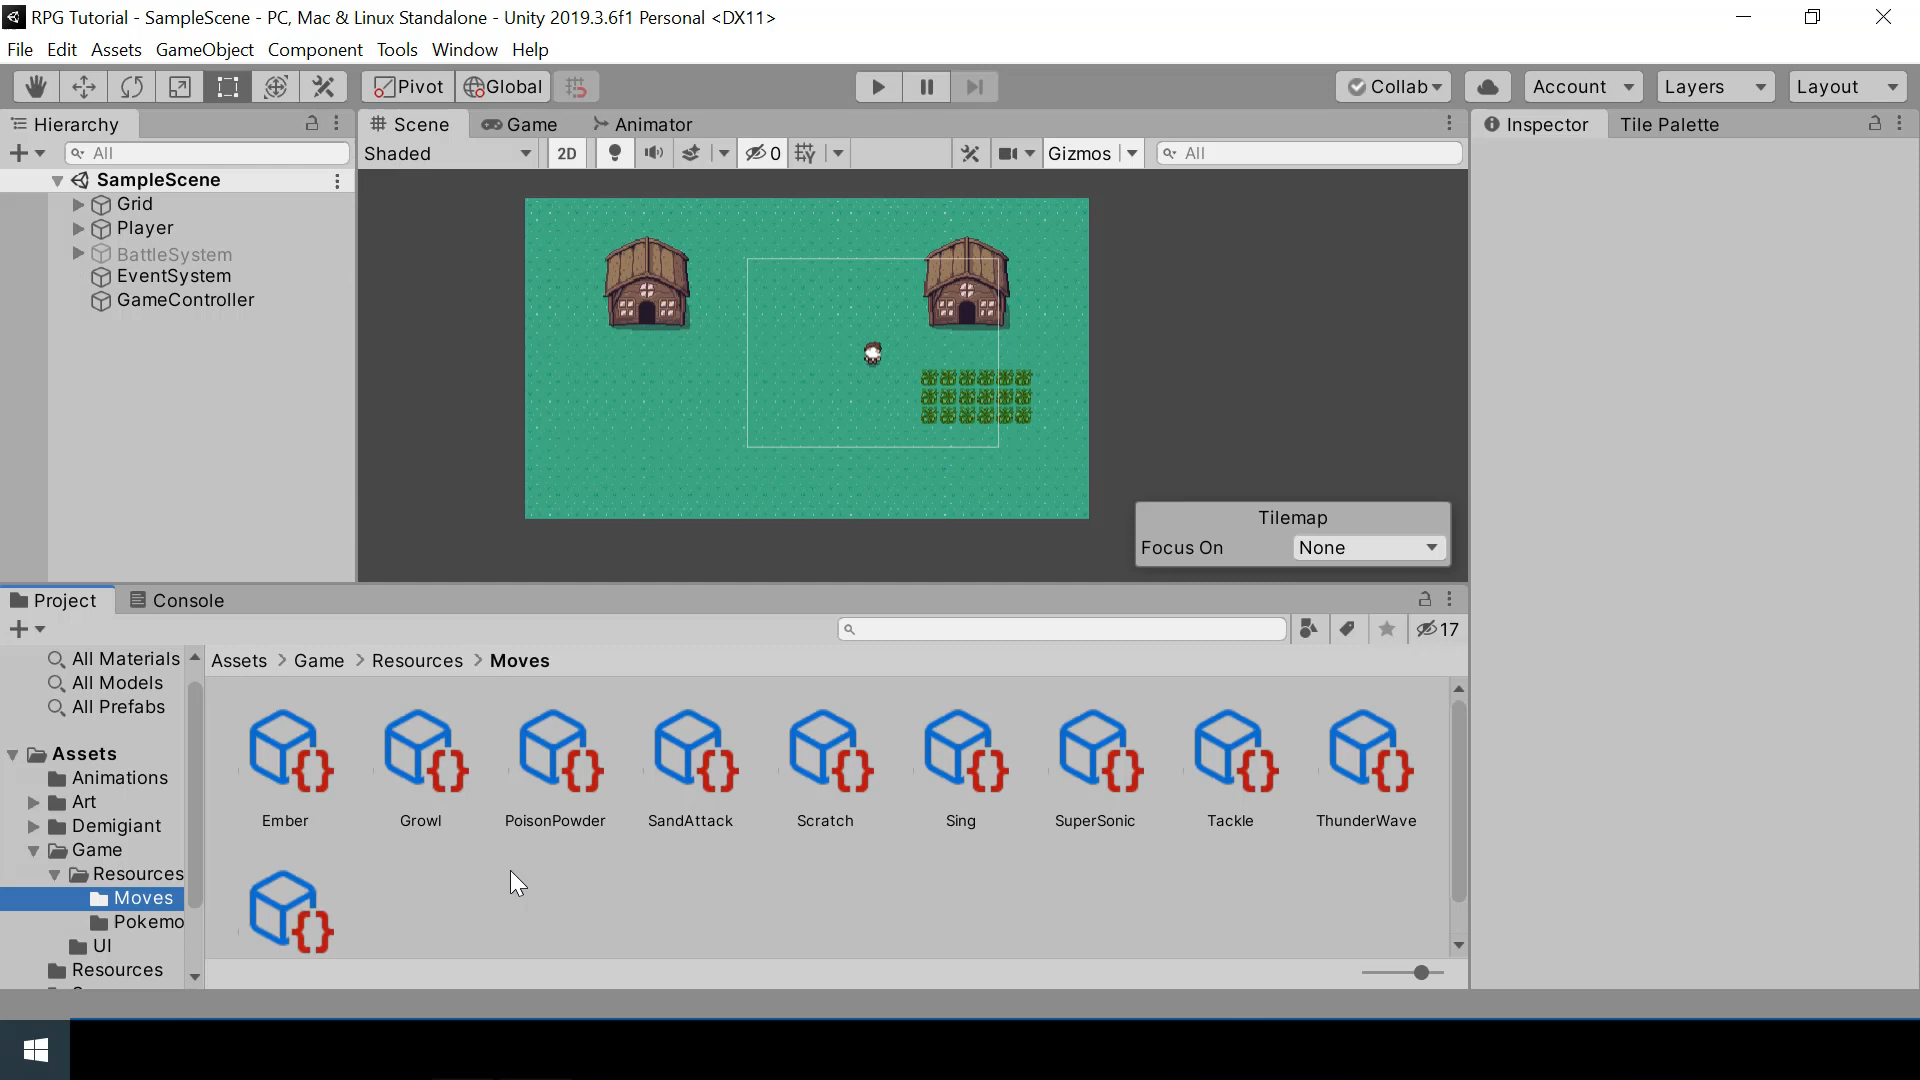 RPG Tutorial - SampleScene - PC, Mac & Linux Standalone - Unity 2019.3.6f1 Personal <DX11>
File Edit Assets GameObject Component Tools Window Help
Pivot Global Collab Account Layers Layout
Hierarchy
Scene Game Animator
Inspector Tile Palette
All
Shaded 2D 0 Gizmos All
SampleScene
Grid
Player
BattleSystem
EventSystem
GameController
Tilemap
Focus On None
Project Console
17
All Materials
All Models
All Prefabs
Assets
Animations
Art
Demigiant
Game
Resources
Moves
Pokemo
UI
Resources
Assets > Game > Resources > Moves
Ember Growl PoisonPowder SandAttack Scratch Sing SuperSonic Tackle ThunderWave